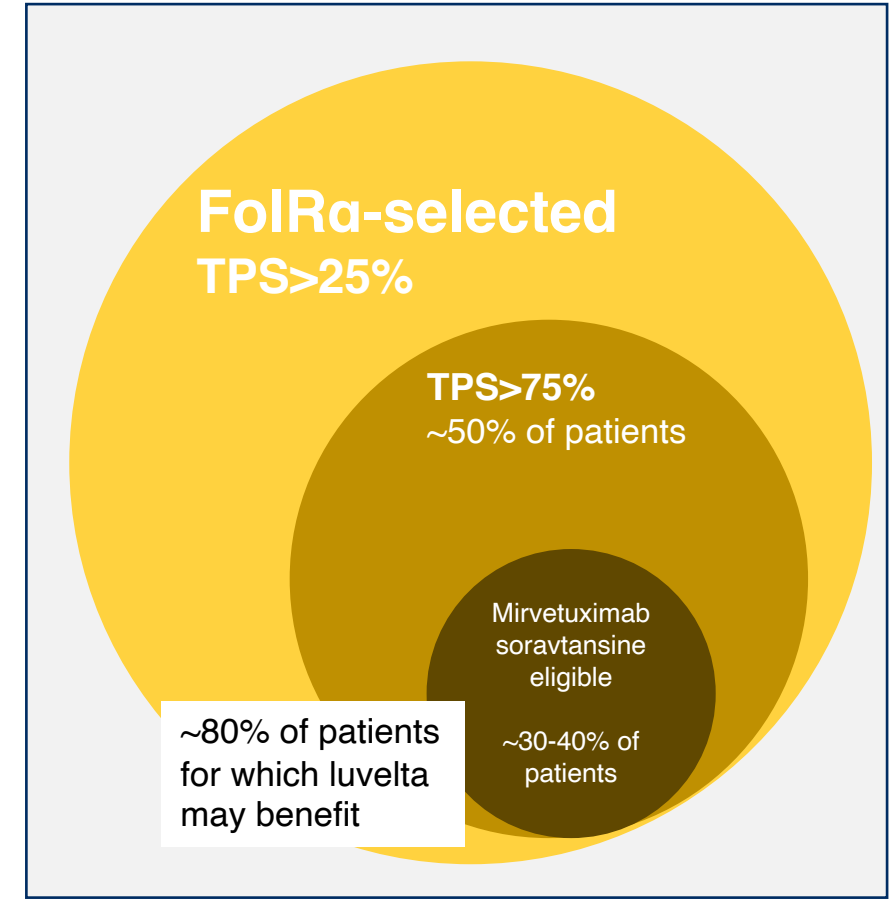 FolRα-selected
TPS>25%
TPS>75%
~50% of patients
Mirvetuximab
soravtansine
eligible
~30-40% of
patients
~80% of patients
for which luvelta
may benefit